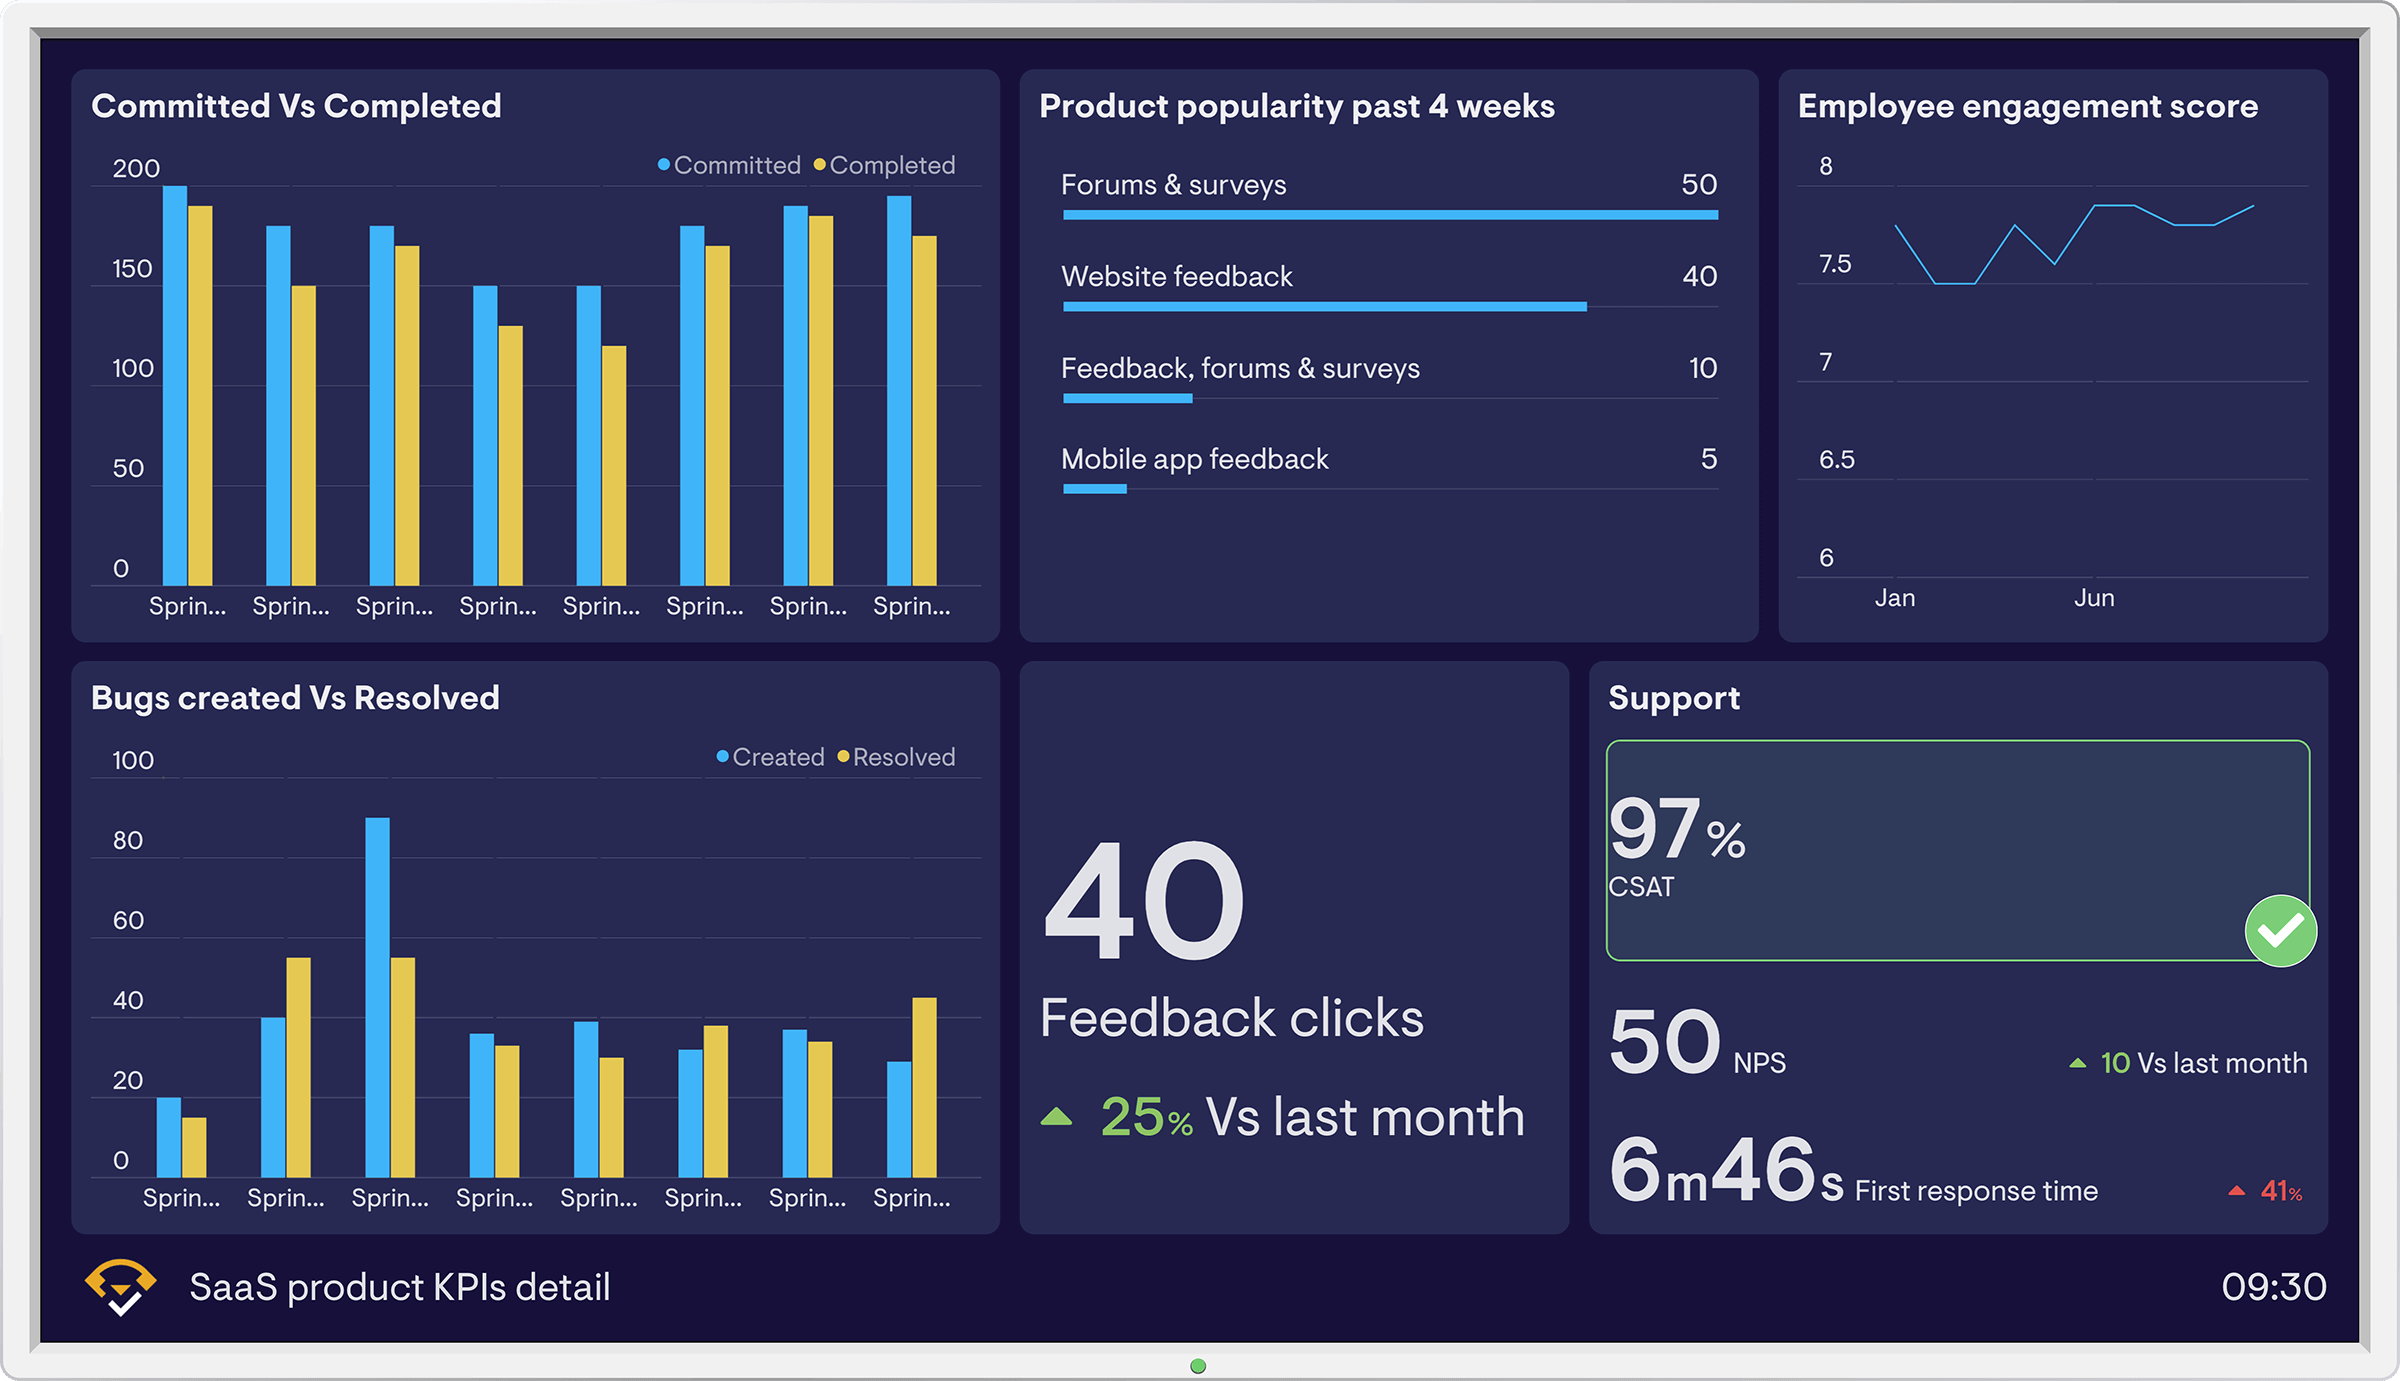 Committed Vs Completed
Committed Completed
200
150
100
50
0
Sprin... Sprin... Sprin... Sprin... Sprin... Sprin... Sprin... Sprin...
Product popularity past 4 weeks
Forums & surveys 50
Website feedback 40
Feedback, forums & surveys 10
Mobile app feedback 5
Employee engagement score
8
7.5
7
6.5
6
Jan Jun
Bugs created Vs Resolved
Created Resolved
100
80
60
40
20
0
Sprin... Sprin... Sprin... Sprin... Sprin... Sprin... Sprin... Sprin...
40
Feedback clicks
25% Vs last month
Support
97%
CSAT
50 NPS 10 Vs last month
6m46s First response time 41%
SaaS product KPIs detail 09:30